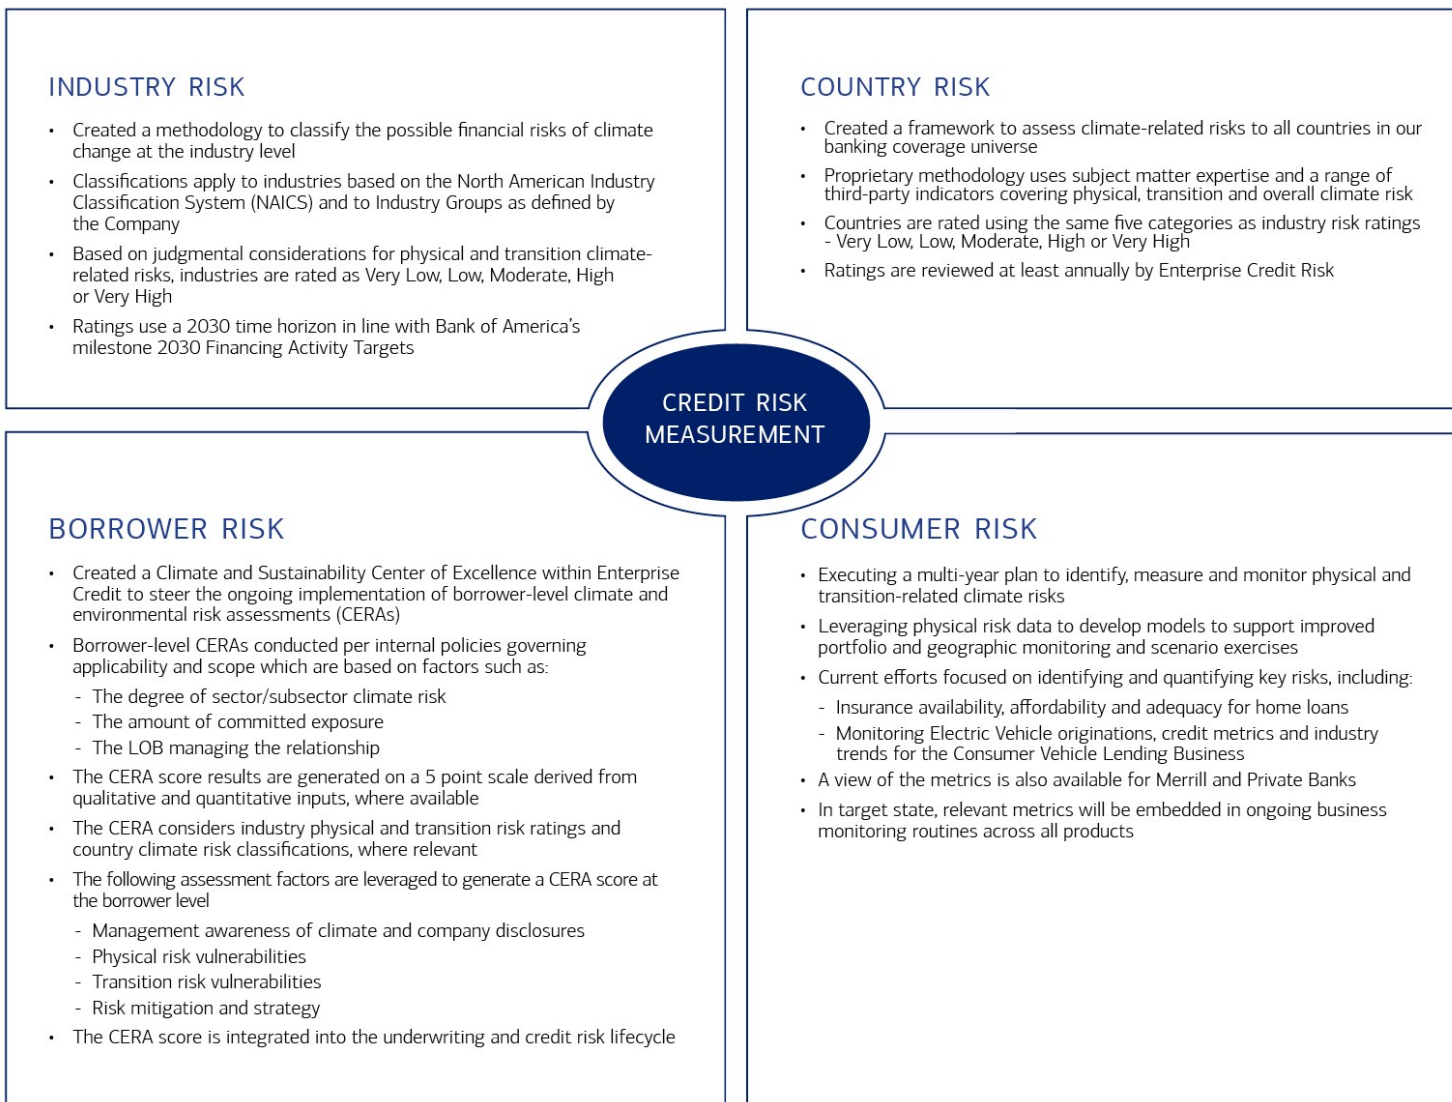 INDUSTRY RISK
• Created a methodology to classify the possible financial risks of climate
change at the industry level
• Classifications apply to industries based on the North American Industry
Classification System (NAICS) and to Industry Groups as defined by
the Company
• Based on judgmental considerations for physical and transition climate-
related risks, industries are rated as Very Low, Low, Moderate, High
or Very High
• Ratings use a 2030 time horizon in line with Bank of America's
milestone 2030 Financing Activity Targets
COUNTRY RISK
• Created a framework to assess climate-related risks to all countries in our
banking coverage universe
• Proprietary methodology uses subject matter expertise and a range of
third-party indicators covering physical, transition and overall climate risk
• Countries are rated using the same five categories as industry risk ratings
- Very Low, Low, Moderate, High or Very High
• Ratings are reviewed at least annually by Enterprise Credit Risk
CREDIT RISK
MEASUREMENT
BORROWER RISK
• Created a Climate and Sustainability Center of Excellence within Enterprise
Credit to steer the ongoing implementation of borrower-level climate and
environmental risk assessments (CERAs)
• Borrower-level CERAs conducted per internal policies governing
applicability and scope which are based on factors such as:
- The degree of sector/subsector climate risk
- The amount of committed exposure
- The LOB managing the relationship
• The CERA score results are generated on a 5 point scale derived from
qualitative and quantitative inputs, where available
• The CERA considers industry physical and transition risk ratings and
country climate risk classifications, where relevant
• The following assessment factors are leveraged to generate a CERA score at
the borrower level
- Management awareness of climate and company disclosures
- Physical risk vulnerabilities
- Transition risk vulnerabilities
- Risk mitigation and strategy
• The CERA score is integrated into the underwriting and credit risk lifecycle
CONSUMER RISK
• Executing a multi-year plan to identify, measure and monitor physical and
transition-related climate risks
• Leveraging physical risk data to develop models to support improved
portfolio and geographic monitoring and scenario exercises
• Current efforts focused on identifying and quantifying key risks, including:
- Insurance availability, affordability and adequacy for home loans
- Monitoring Electric Vehicle originations, credit metrics and industry
trends for the Consumer Vehicle Lending Business
• A view of the metrics is also available for Merrill and Private Banks
• In target state, relevant metrics will be embedded in ongoing business
monitoring routines across all products